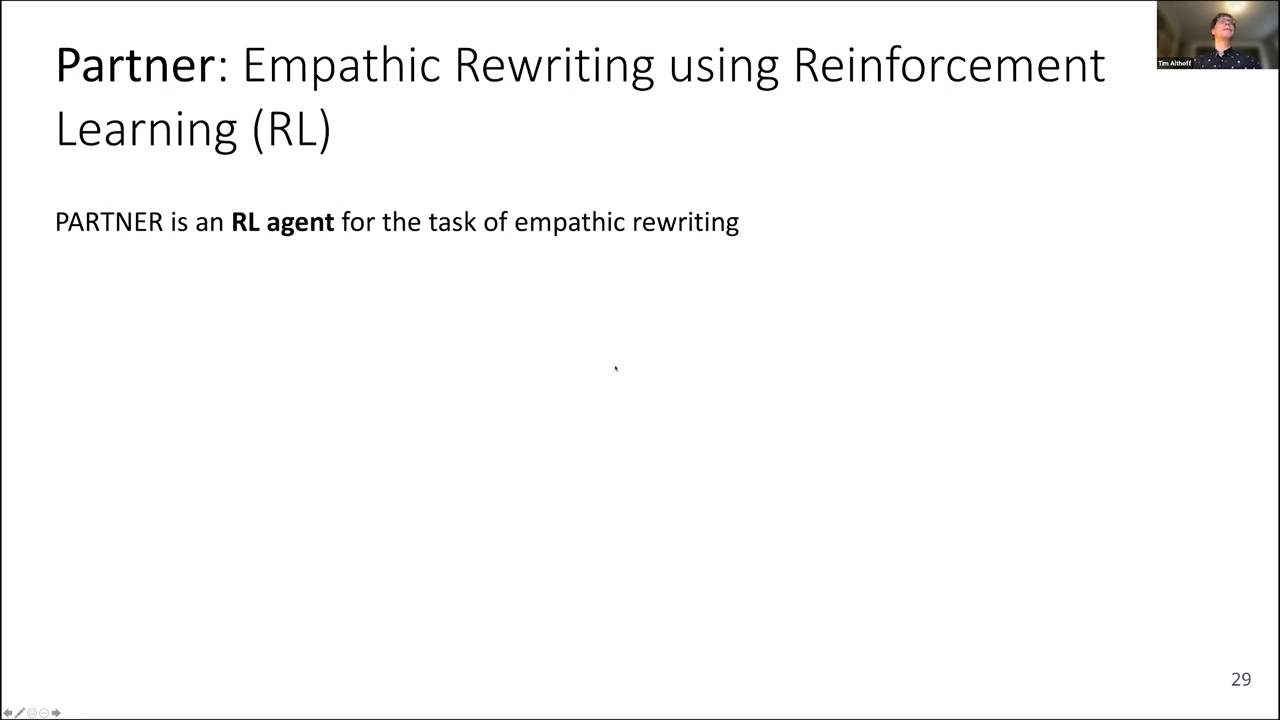 Partner: Empathic Rewriting using Reinforcement
Learning (RL)
Tim Althoff
PARTNER is an RL agent for the task of empathic rewriting
29